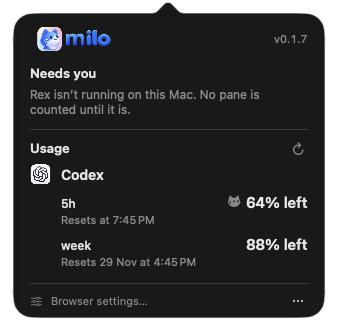 milo
v0.1.7
Needs you
Rex isn't running on this Mac. No pane is
counted until it is.
Usage
Codex
5h
64% left
Resets at 7:45 PM
week
88% left
Resets 29 Nov at 4:45 PM
Browser settings...